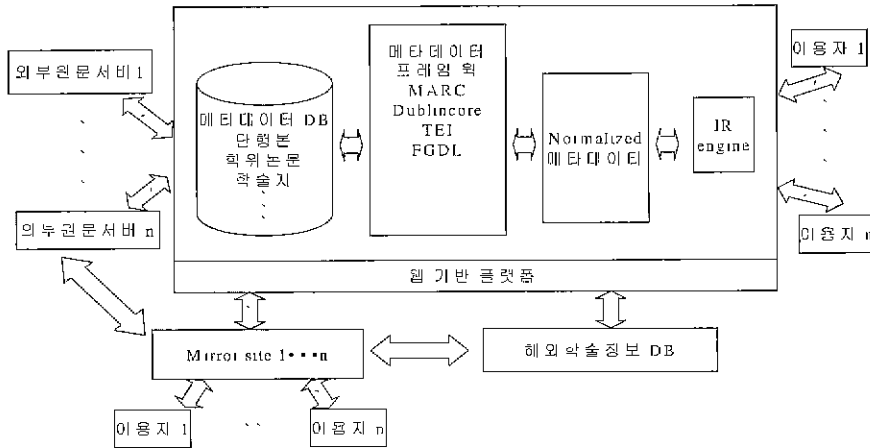 외부원문서비 1
외부원문서버 n
메타데이터 DB
단행본
학위논문
학술지
메타데이터
프레임 웍
MARC
Dublincore
TEI
FGDL
Normalized
메타데이터
IR
engine
이용자 1
이용자 n
웹 기반 플랫폼
Mirror site 1•••n
해외학술정보 DB
이용자 1
이용자 n